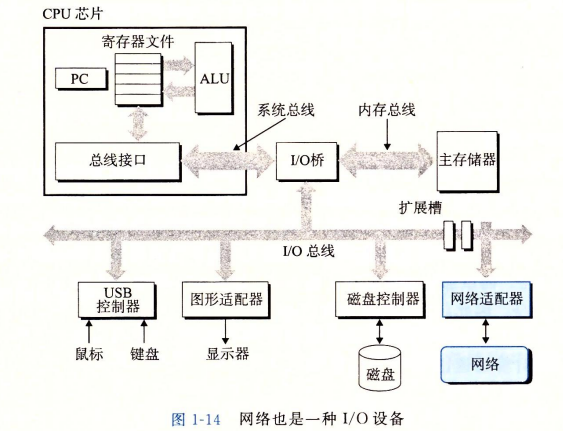 CPU 芯片
寄存器文件
PC
ALU
系统总线
内存总线
总线接口
I/O桥
主存储器
扩展槽
I/O 总线
USB
控制器
图形适配器
磁盘控制器
网络适配器
鼠标
键盘
显示器
磁盘
网络
图 1-14 网络也是一种 I/O 设备